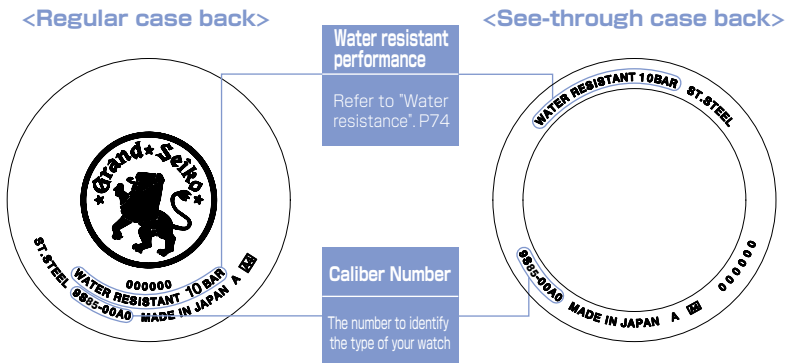 <Regular case back>
<See-through case back>
Water resistant
performance
Refer to "Water
resistance". P74
Grand★Seiko
000000
WATER RESISTANT 10 BAR
ST.STEEL 9S85-00A0 MADE IN JAPAN A
WATER RESISTANT 10BAR ST.STEEL
9S85-00A0 MADE IN JAPAN A 000000
Caliber Number
The number to identify
the type of your watch